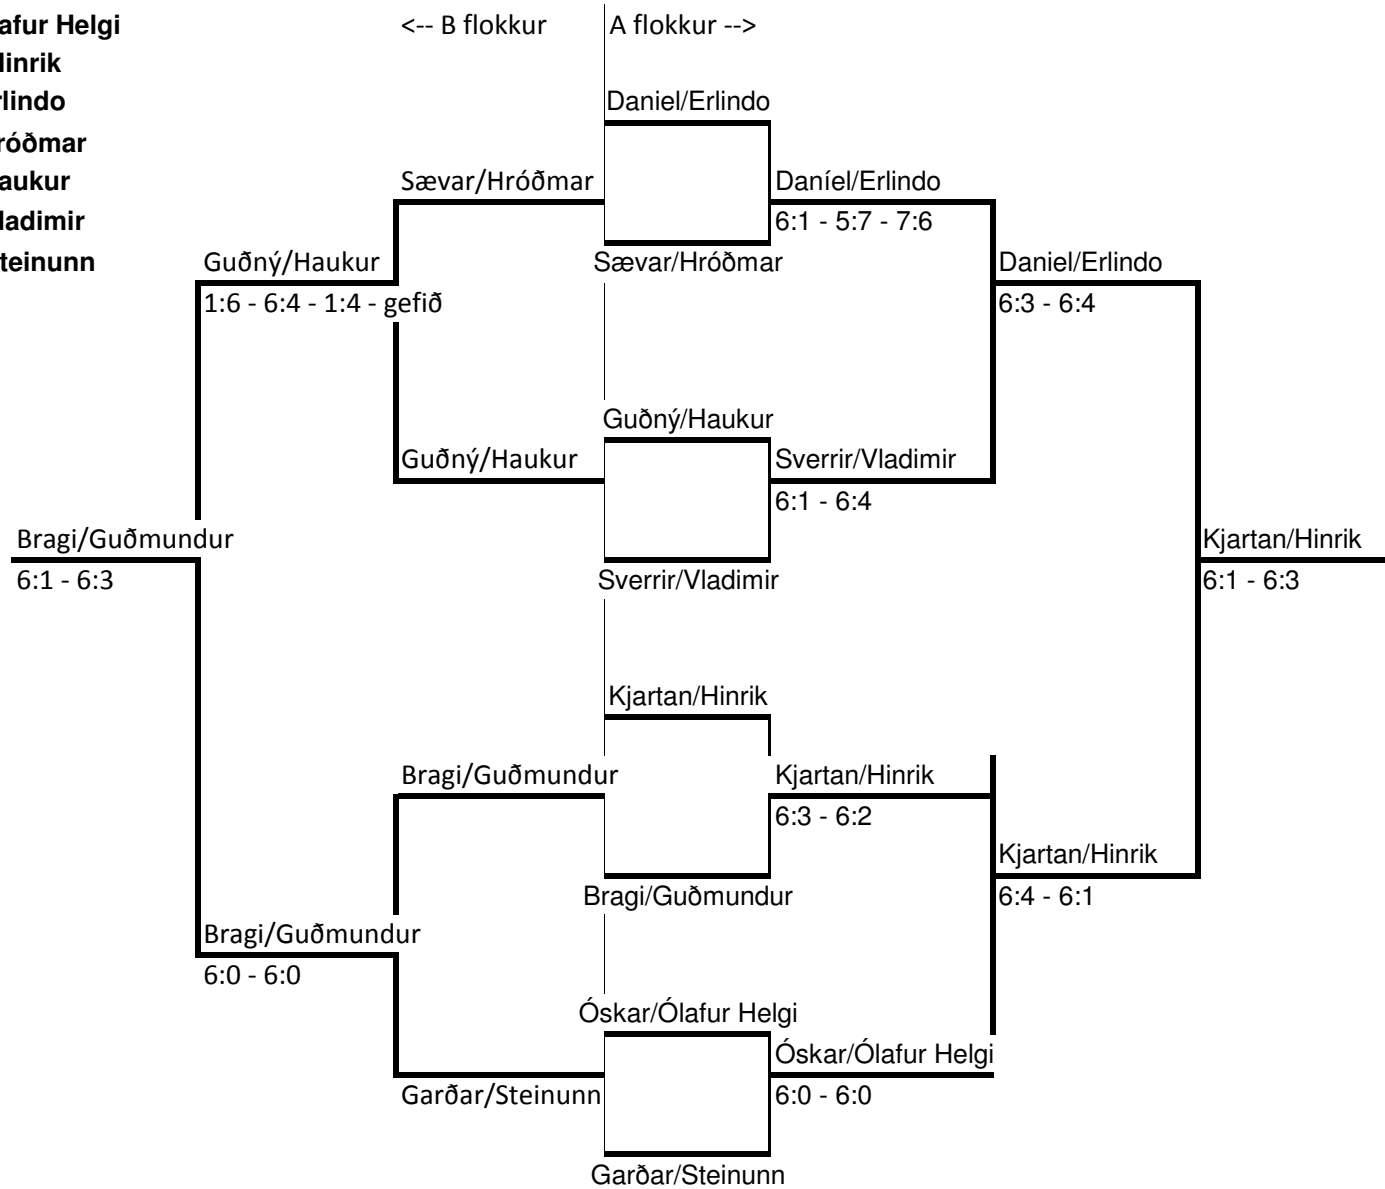 afur Helgi <-- B flokkur A flokkur -->
linrik
rlindo Daniel/Erlindo
róðmar
aukur Sævar/Hróðmar Daníel/Erlindo
ladimir 6:1 - 5:7 - 7:6
teinunn Guðný/Haukur Sævar/Hróðmar Daniel/Erlindo
1:6 - 6:4 - 1:4 - gefið 6:3 - 6:4
Guðný/Haukur
Guðný/Haukur Sverrir/Vladimir
6:1 - 6:4
Bragi/Guðmundur Kjartan/Hinrik
6:1 - 6:3 Sverrir/Vladimir 6:1 - 6:3
Kjartan/Hinrik
Bragi/Guðmundur Kjartan/Hinrik
6:3 - 6:2
Kjartan/Hinrik
Bragi/Guðmundur 6:4 - 6:1
Bragi/Guðmundur
6:0 - 6:0
Óskar/Ólafur Helgi
Óskar/Ólafur Helgi
Garðar/Steinunn 6:0 - 6:0
Garðar/Steinunn